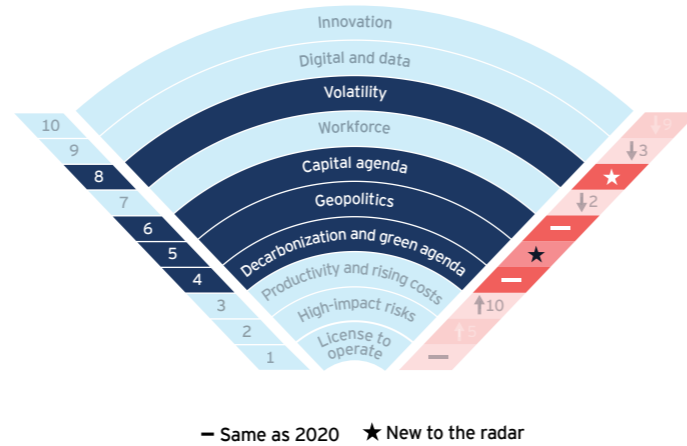 Innovation
Digital and data
Volatility
Workforce
Capital agenda
Geopolitics
Decarbonization and green agenda
Productivity and rising costs
High-impact risks
License to
operate
10
9
8
7
6
5
4
3
2
1
↓9
↓3
★
↓2
–
★
–
↑10
↑5
–
– Same as 2020 ★ New to the radar